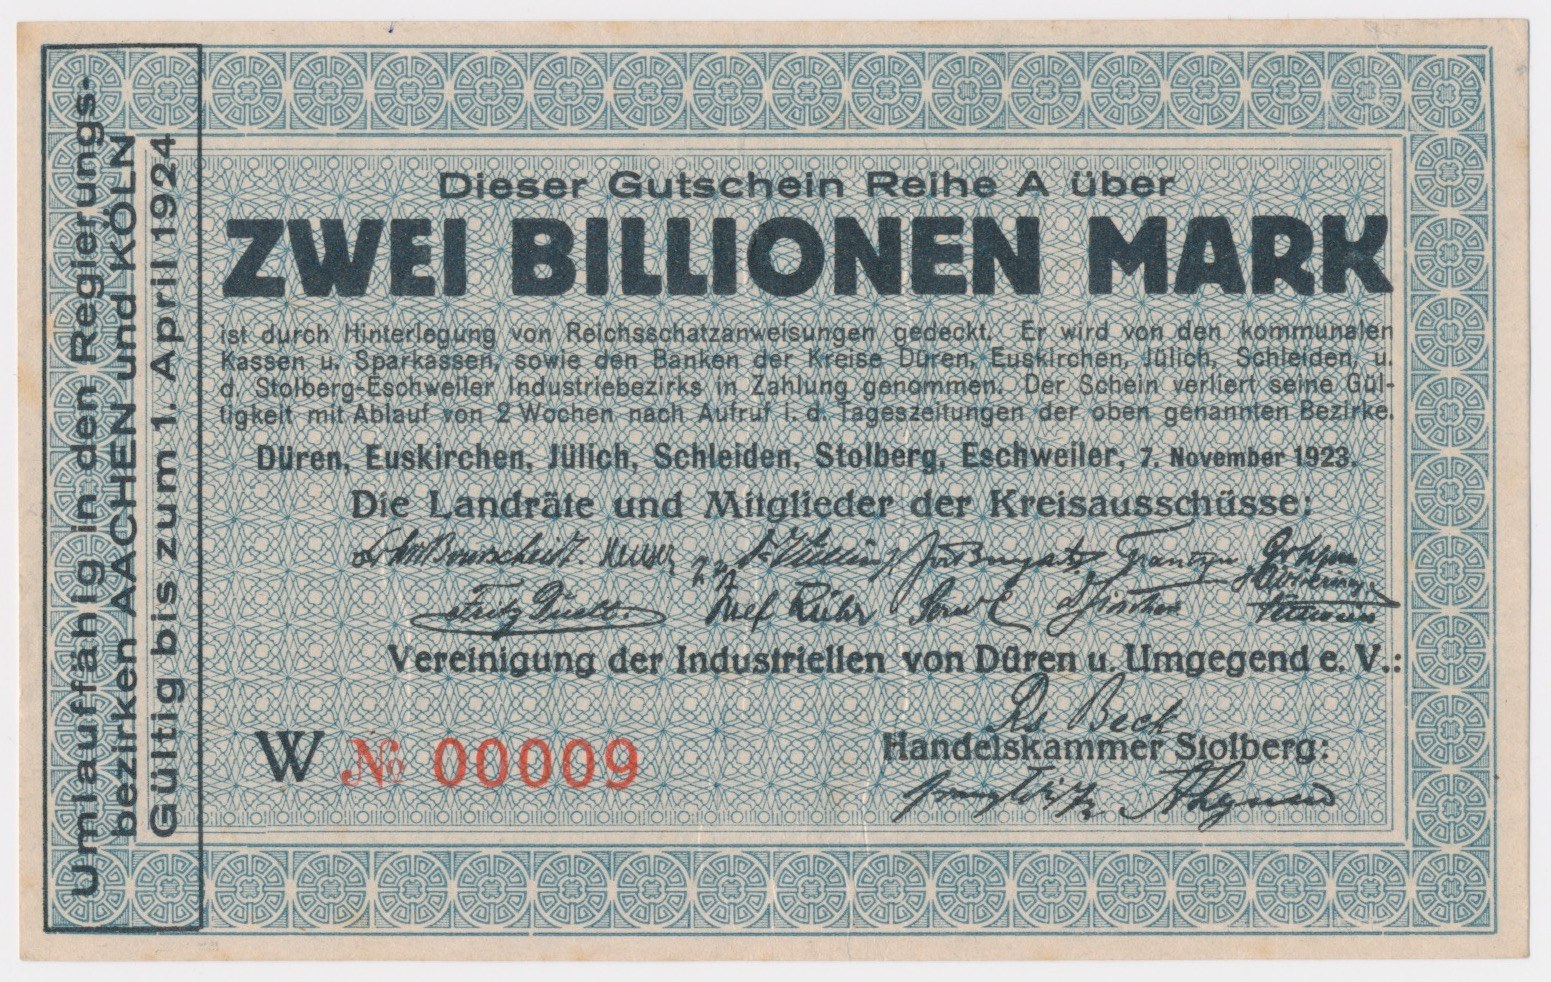 Umlauffähig in den Regierungs-
bezirken AACHEN und KÖLN
Gültig bis zum 1. April 1924
Dieser Gutschein Reihe A über
ZWEI BILLIONEN MARK
ist durch Hinterlegung von Reichsschatzanweisungen gedeckt. Er wird von den kommunalen
Kassen u. Sparkassen, sowie den Banken der Kreise Düren, Euskirchen, Jülich, Schleiden, u.
d. Stolberg-Eschweiler Industriebezirks in Zahlung genommen. Der Schein verliert seine Gül-
tigkeit mit Ablauf von 2 Wochen nach Aufruf i. d. Tageszeitungen der oben genannten Bezirke.
Düren, Euskirchen, Jülich, Schleiden, Stolberg, Eschweiler, 7. November 1923.
Die Landräte und Mitglieder der Kreisausschüsse:
Vereinigung der Industriellen von Düren u. Umgegend e. V.:
Beck
Handelskammer Stolberg:
W No 00009